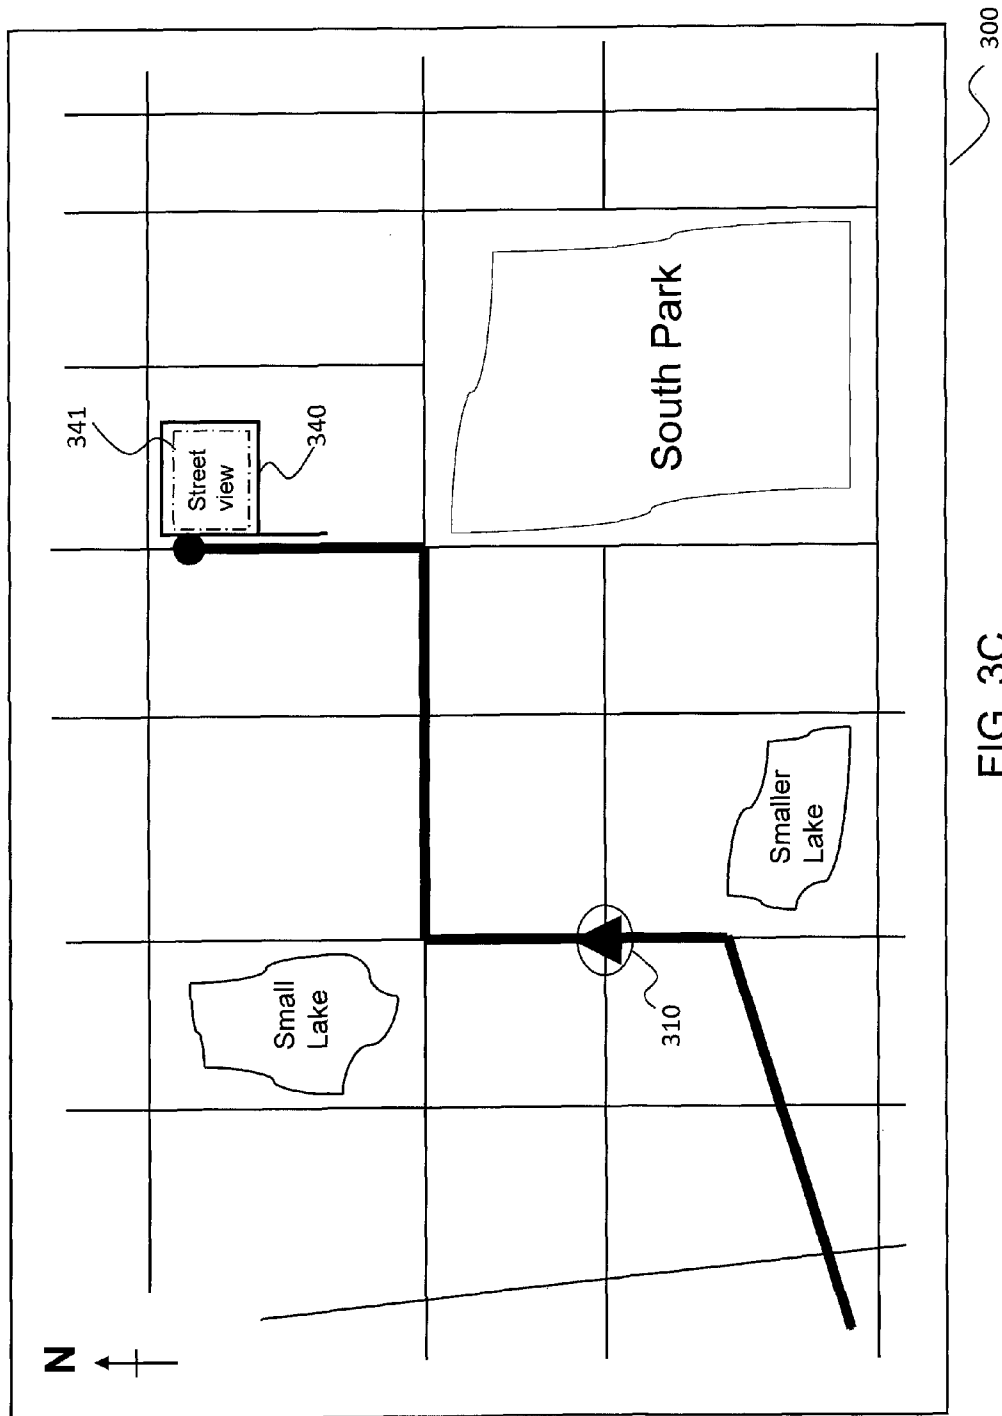 N
Small
Lake
310
Smaller
Lake
341
Street
view
340
South Park
300
FIG. 3C